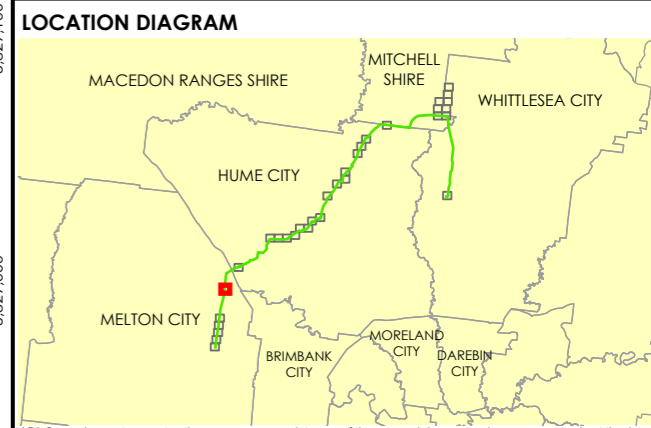 LOCATION DIAGRAM
MITCHELL
SHIRE
MACEDON RANGES SHIRE
WHITTLESEA CITY
HUME CITY
MELTON CITY
MORELAND
CITY
DAREBIN
CITY
BRIMBANK
CITY